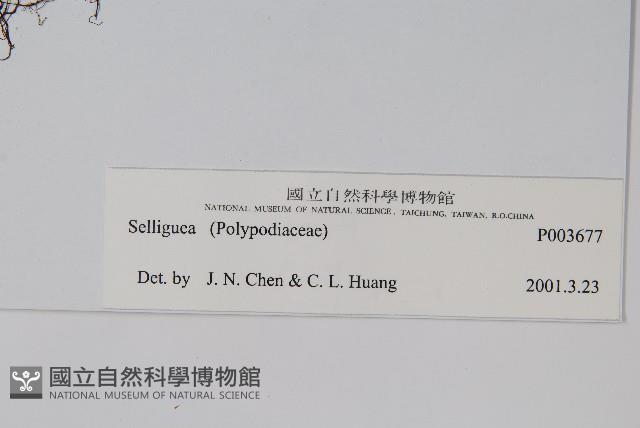 國立自然科學博物館
NATIONAL MUSEUM OF NATURAL SCIENCE, TAICHUNG, TAIWAN, R.O.CHINA
Selliguea (Polypodiaceae) P003677
Det. by J. N. Chen & C. L. Huang 2001.3.23
國立自然科學博物館
NATIONAL MUSEUM OF NATURAL SCIENCE